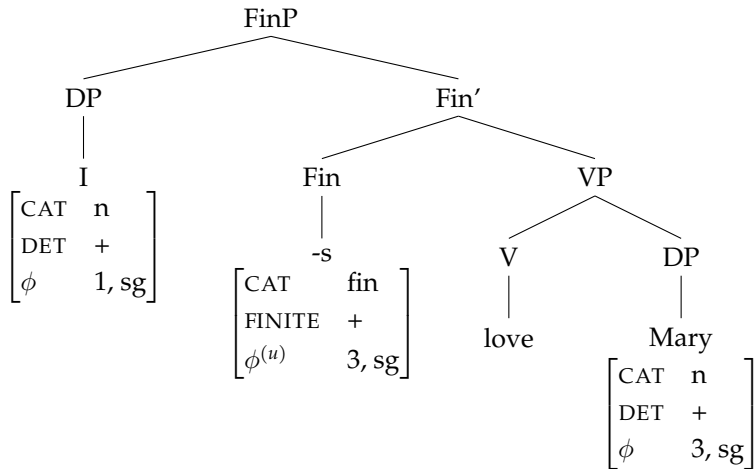 FinP
DP Fin'
I Fin VP
CAT n
DET +
ϕ 1, sg
-s V DP
CAT fin
FINITE +
ϕ(u) 3, sg
love Mary
CAT n
DET +
ϕ 3, sg